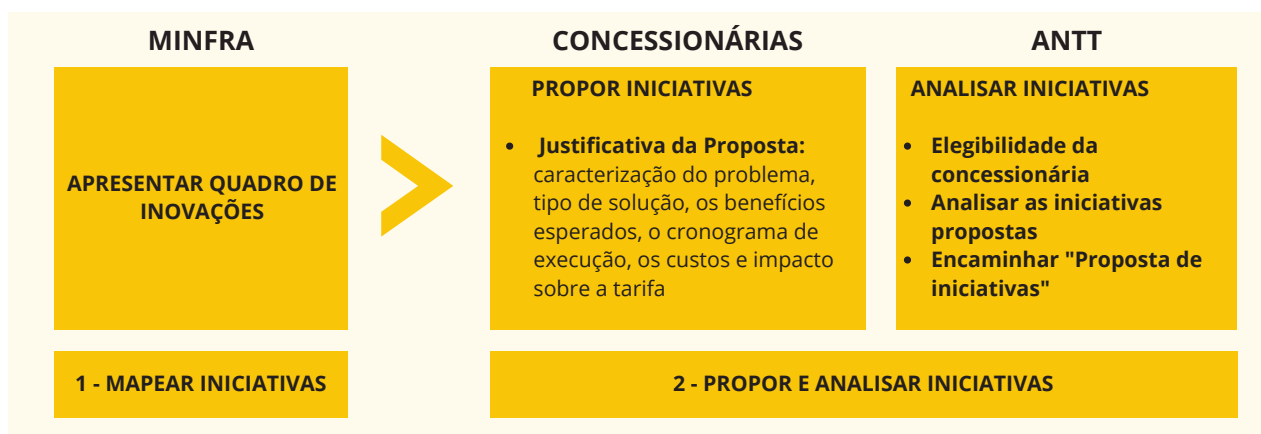 MINFRA
APRESENTAR QUADRO DE
INOVAÇÕES
1 - MAPEAR INICIATIVAS
CONCESSIONÁRIAS
PROPOR INICIATIVAS
• Justificativa da Proposta:
caracterização do problema,
tipo de solução, os benefícios
esperados, o cronograma de
execução, os custos e impacto
sobre a tarifa
ANTT
ANALISAR INICIATIVAS
• Elegibilidade da
concessionária
• Analisar as iniciativas
propostas
• Encaminhar "Proposta de
iniciativas"
2 - PROPOR E ANALISAR INICIATIVAS